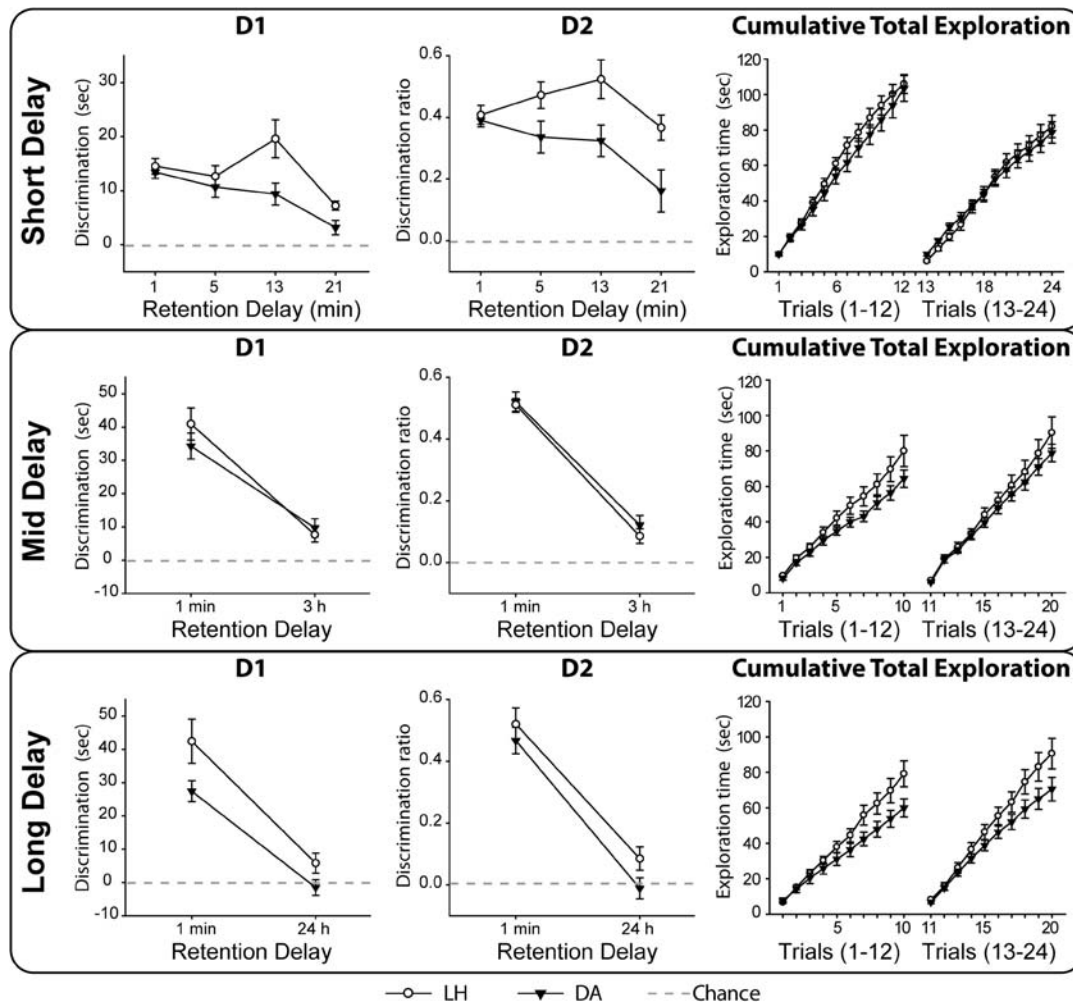 D1 D2 Cumulative Total Exploration
Short Delay
Discrimination (sec)
30
20
10
0
1 5 13 21
Retention Delay (min)
Discrimination ratio
0.6
0.4
0.2
0.0
1 5 13 21
Retention Delay (min)
Exploration time (sec)
120
100
80
60
40
20
0
1 6 12 13 18 24
Trials (1-12) Trials (13-24)
D1 D2 Cumulative Total Exploration
Mid Delay
Discrimination (sec)
50
40
30
20
10
0
-10
1 min 3 h
Retention Delay
Discrimination ratio
0.6
0.4
0.2
0.0
1 min 3 h
Retention Delay
Exploration time (sec)
120
100
80
60
40
20
0
1 5 10 11 15 20
Trials (1-12) Trials (13-24)
D1 D2 Cumulative Total Exploration
Long Delay
Discrimination (sec)
50
40
30
20
10
0
-10
1 min 24 h
Retention Delay
Discrimination ratio
0.6
0.4
0.2
0.0
1 min 24 h
Retention Delay
Exploration time (sec)
120
100
80
60
40
20
0
5 10 11 15 20
Trials (1-12) Trials (13-24)
LH DA Chance